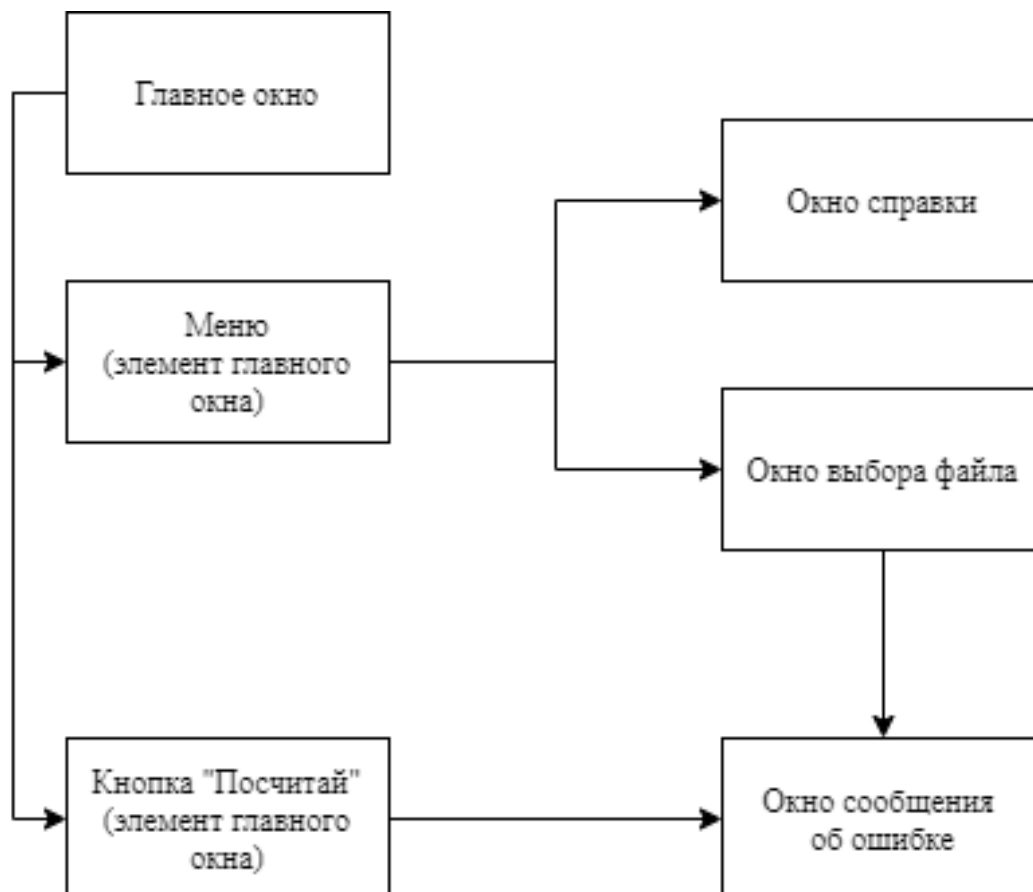 Главное окно
Окно справки
Меню
(элемент главного
окна)
Окно выбора файла
Кнопка "Посчитай"
(элемент главного
окна)
Окно сообщения
об ошибке